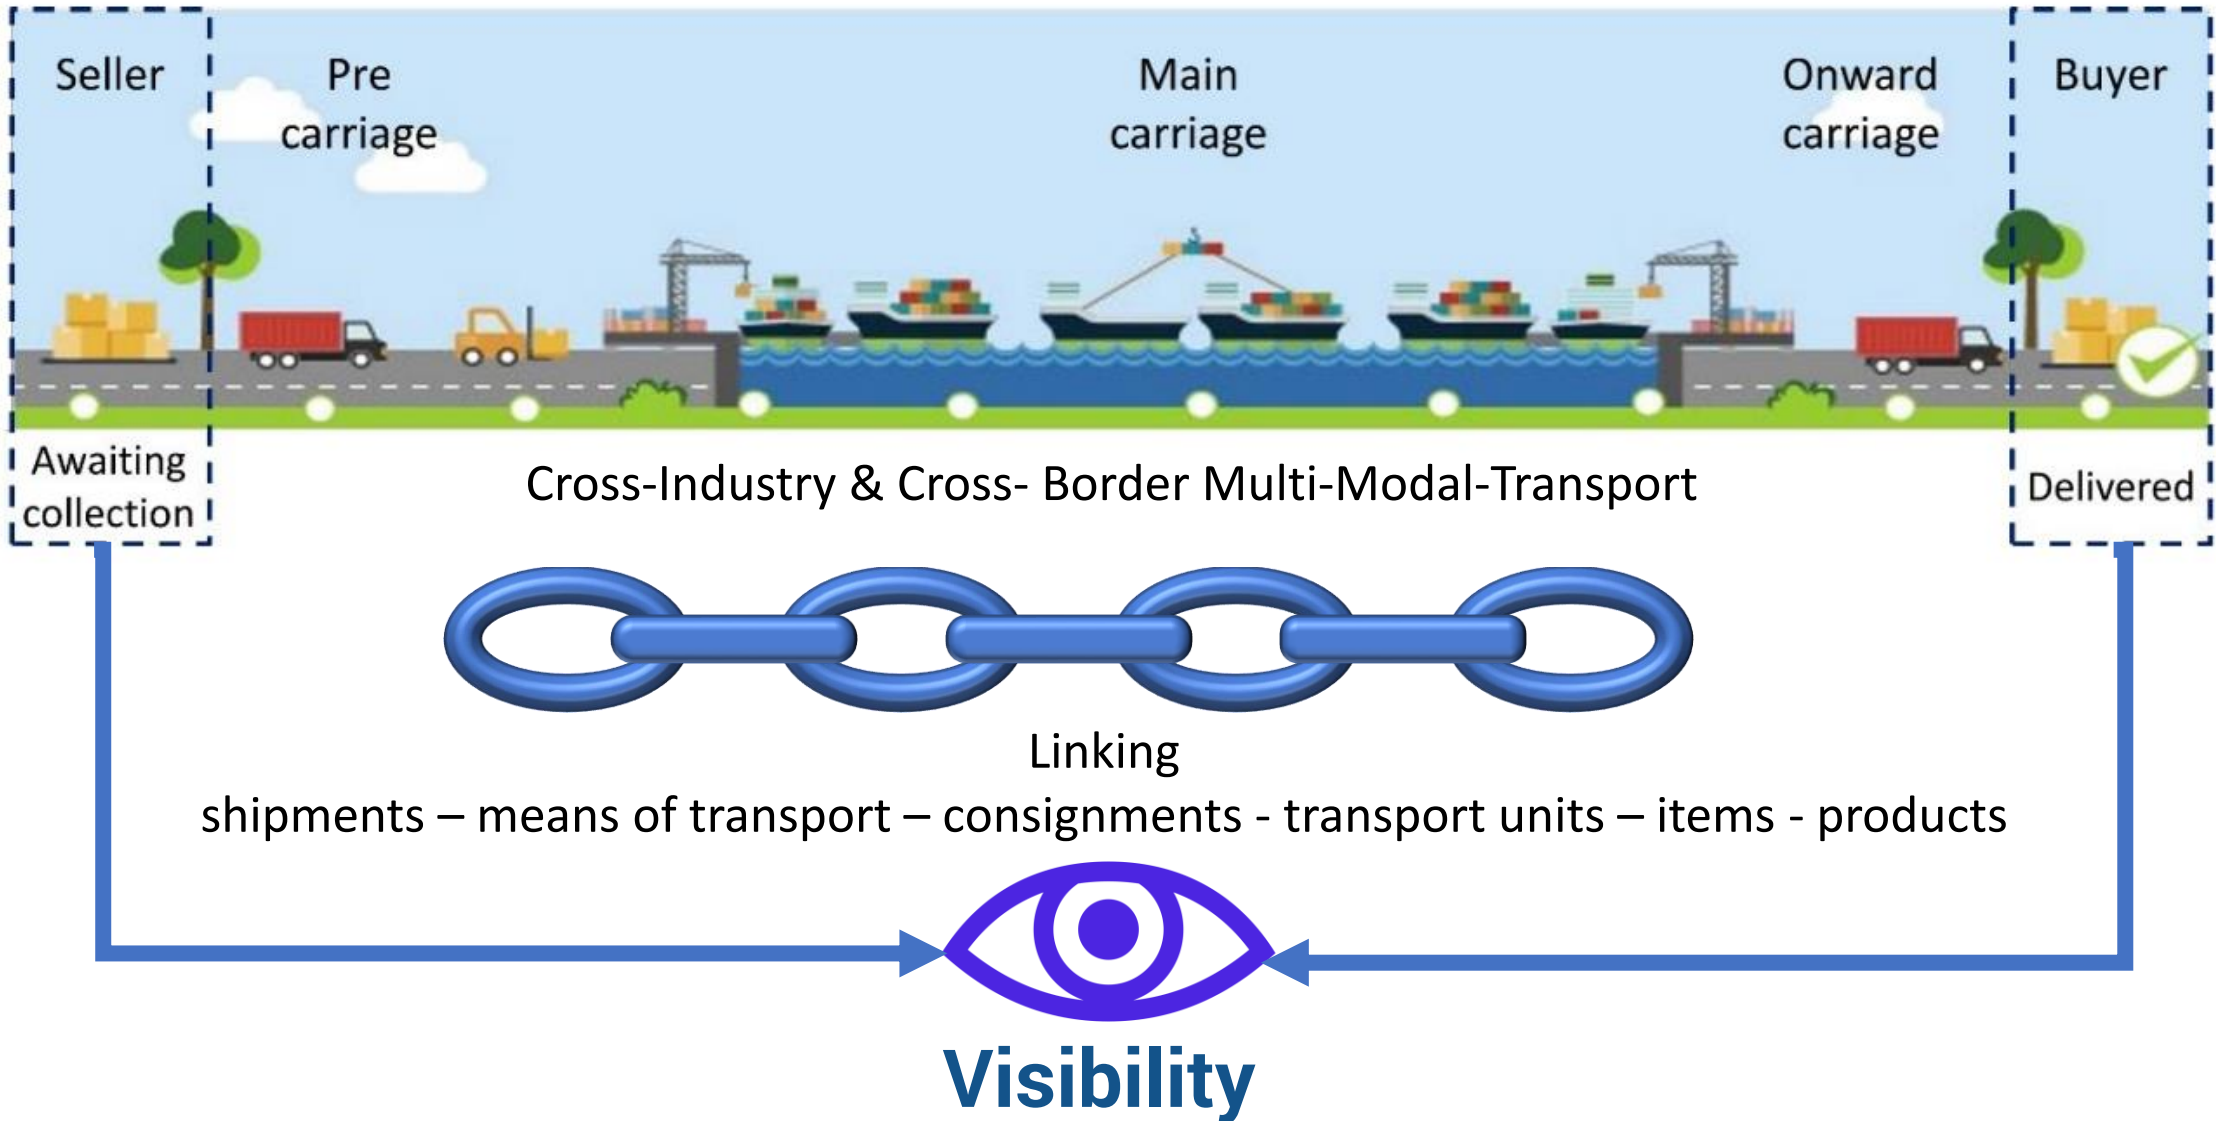 Seller
Pre
carriage
Main
carriage
Onward
carriage
Buyer
Awaiting
collection
Cross-Industry & Cross- Border Multi-Modal-Transport
Delivered
Linking
shipments – means of transport – consignments - transport units – items - products
Visibility